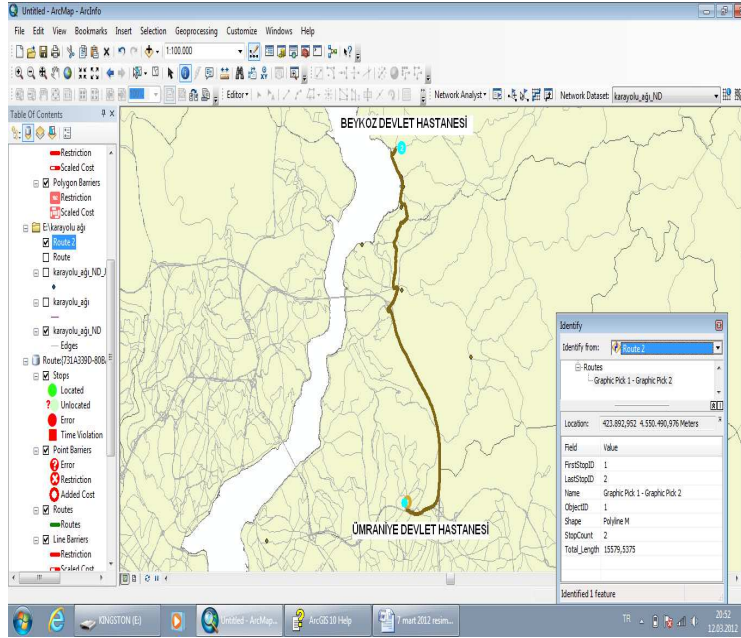 Untitled - ArcMap - ArcInfo
File Edit View Bookmarks Insert Selection Geoprocessing Customize Windows Help
1:100.000
Editor Network Analyst Network Dataset: karayolu_ağı_ND
Table Of Contents
Restriction
Scaled Cost
Polygon Barriers
Restriction
Scaled Cost
E:\karayolu ağı
Route 2
Route
karayolu_ağı_ND_J
karayolu_ağı
karayolu_ağı_ND
Edges
Route(731A339D-80B
Stops
Located
Unlocated
Error
Time Violation
Point Barriers
Error
Restriction
Added Cost
Routes
Routes
Line Barriers
Restriction
Scaled Cost
BEYKOZ DEVLET HASTANESİ
ÜMRANİYE DEVLET HASTANESİ
Identify
Identify from: Route 2
Routes
Graphic Pick 1 - Graphic Pick 2
Location: 423.892,952 4.550.490,976 Meters
Field Value
FirstStopID 1
LastStopID 2
Name Graphic Pick 1 - Graphic Pick 2
ObjectID 1
Shape Polyline M
StopCount 2
Total_Length 15579,5375
Identified 1 feature
KINGSTON (E:)
Untitled - ArcMap...
ArcGIS 10 Help
7 mart 2012 resim...
TR
20:52
12.03.2012